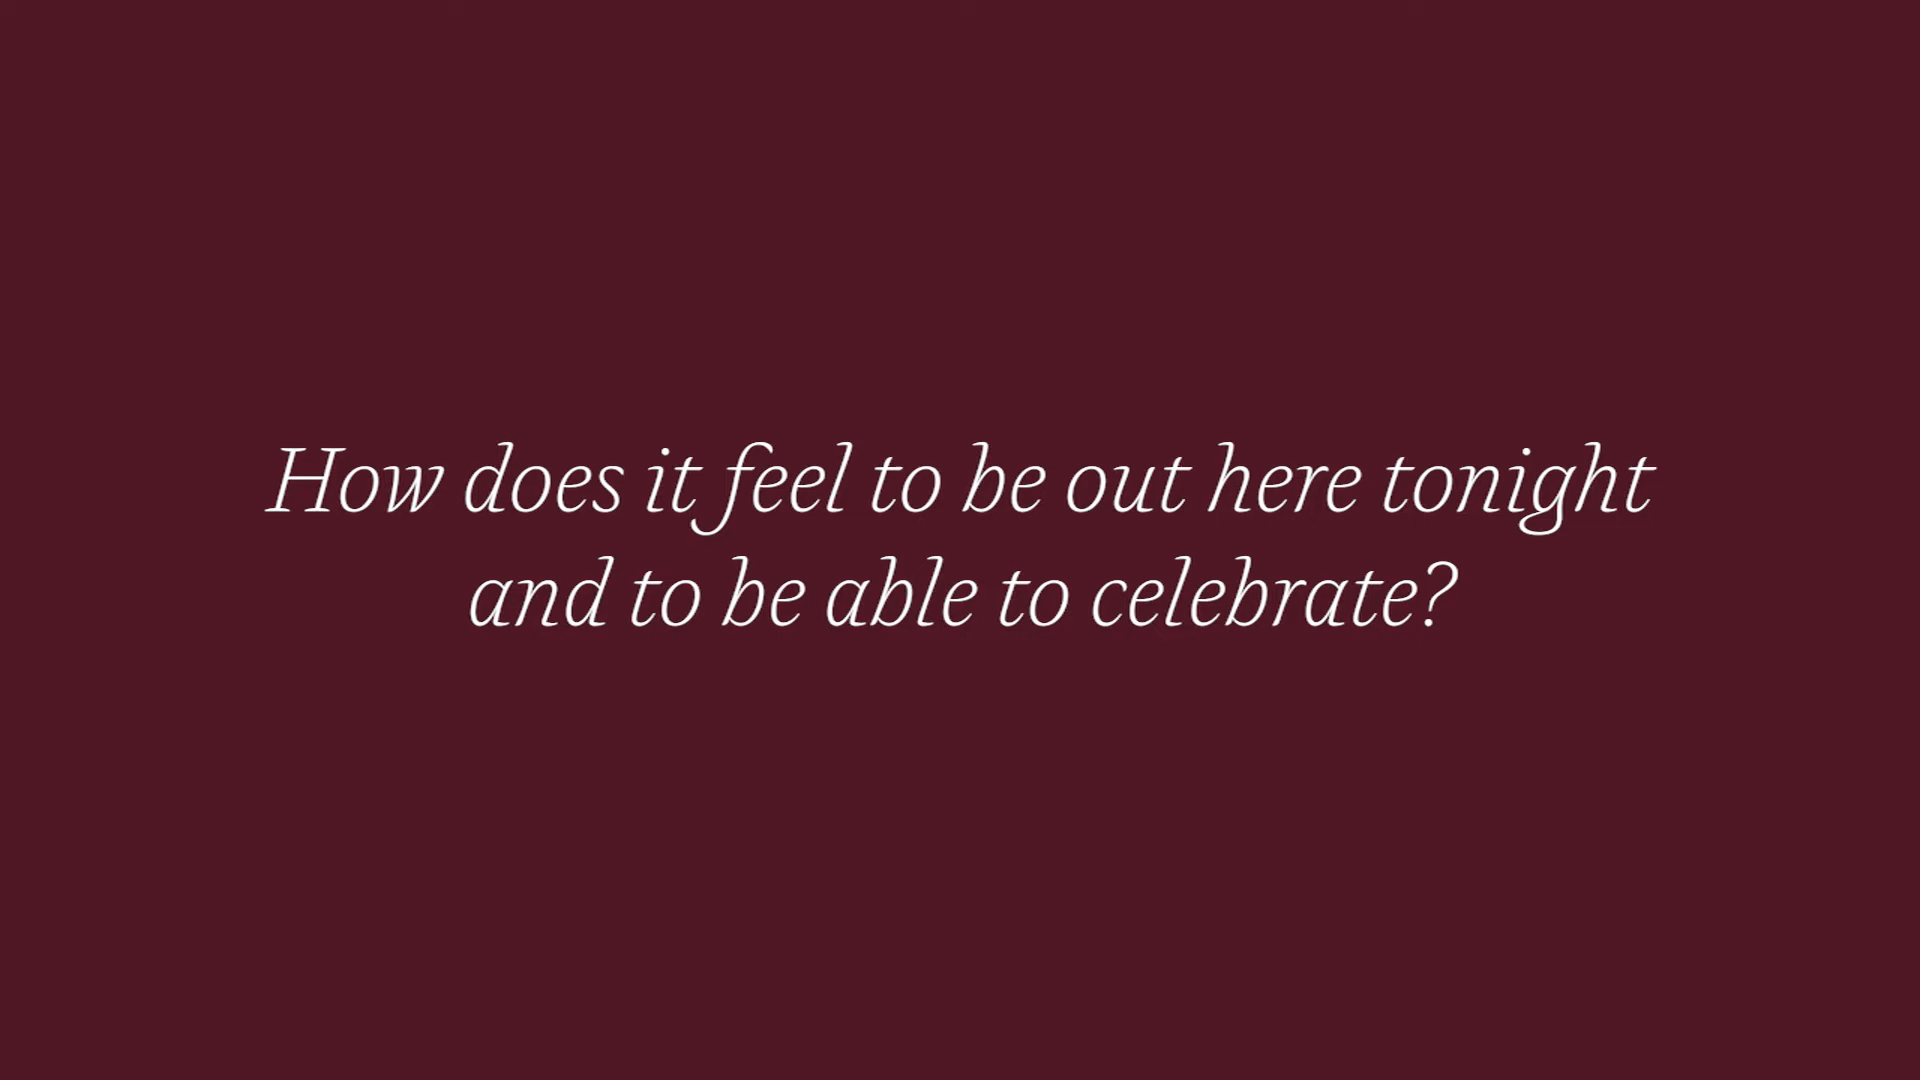 How does it feel to be out here tonight
and to be able to celebrate?